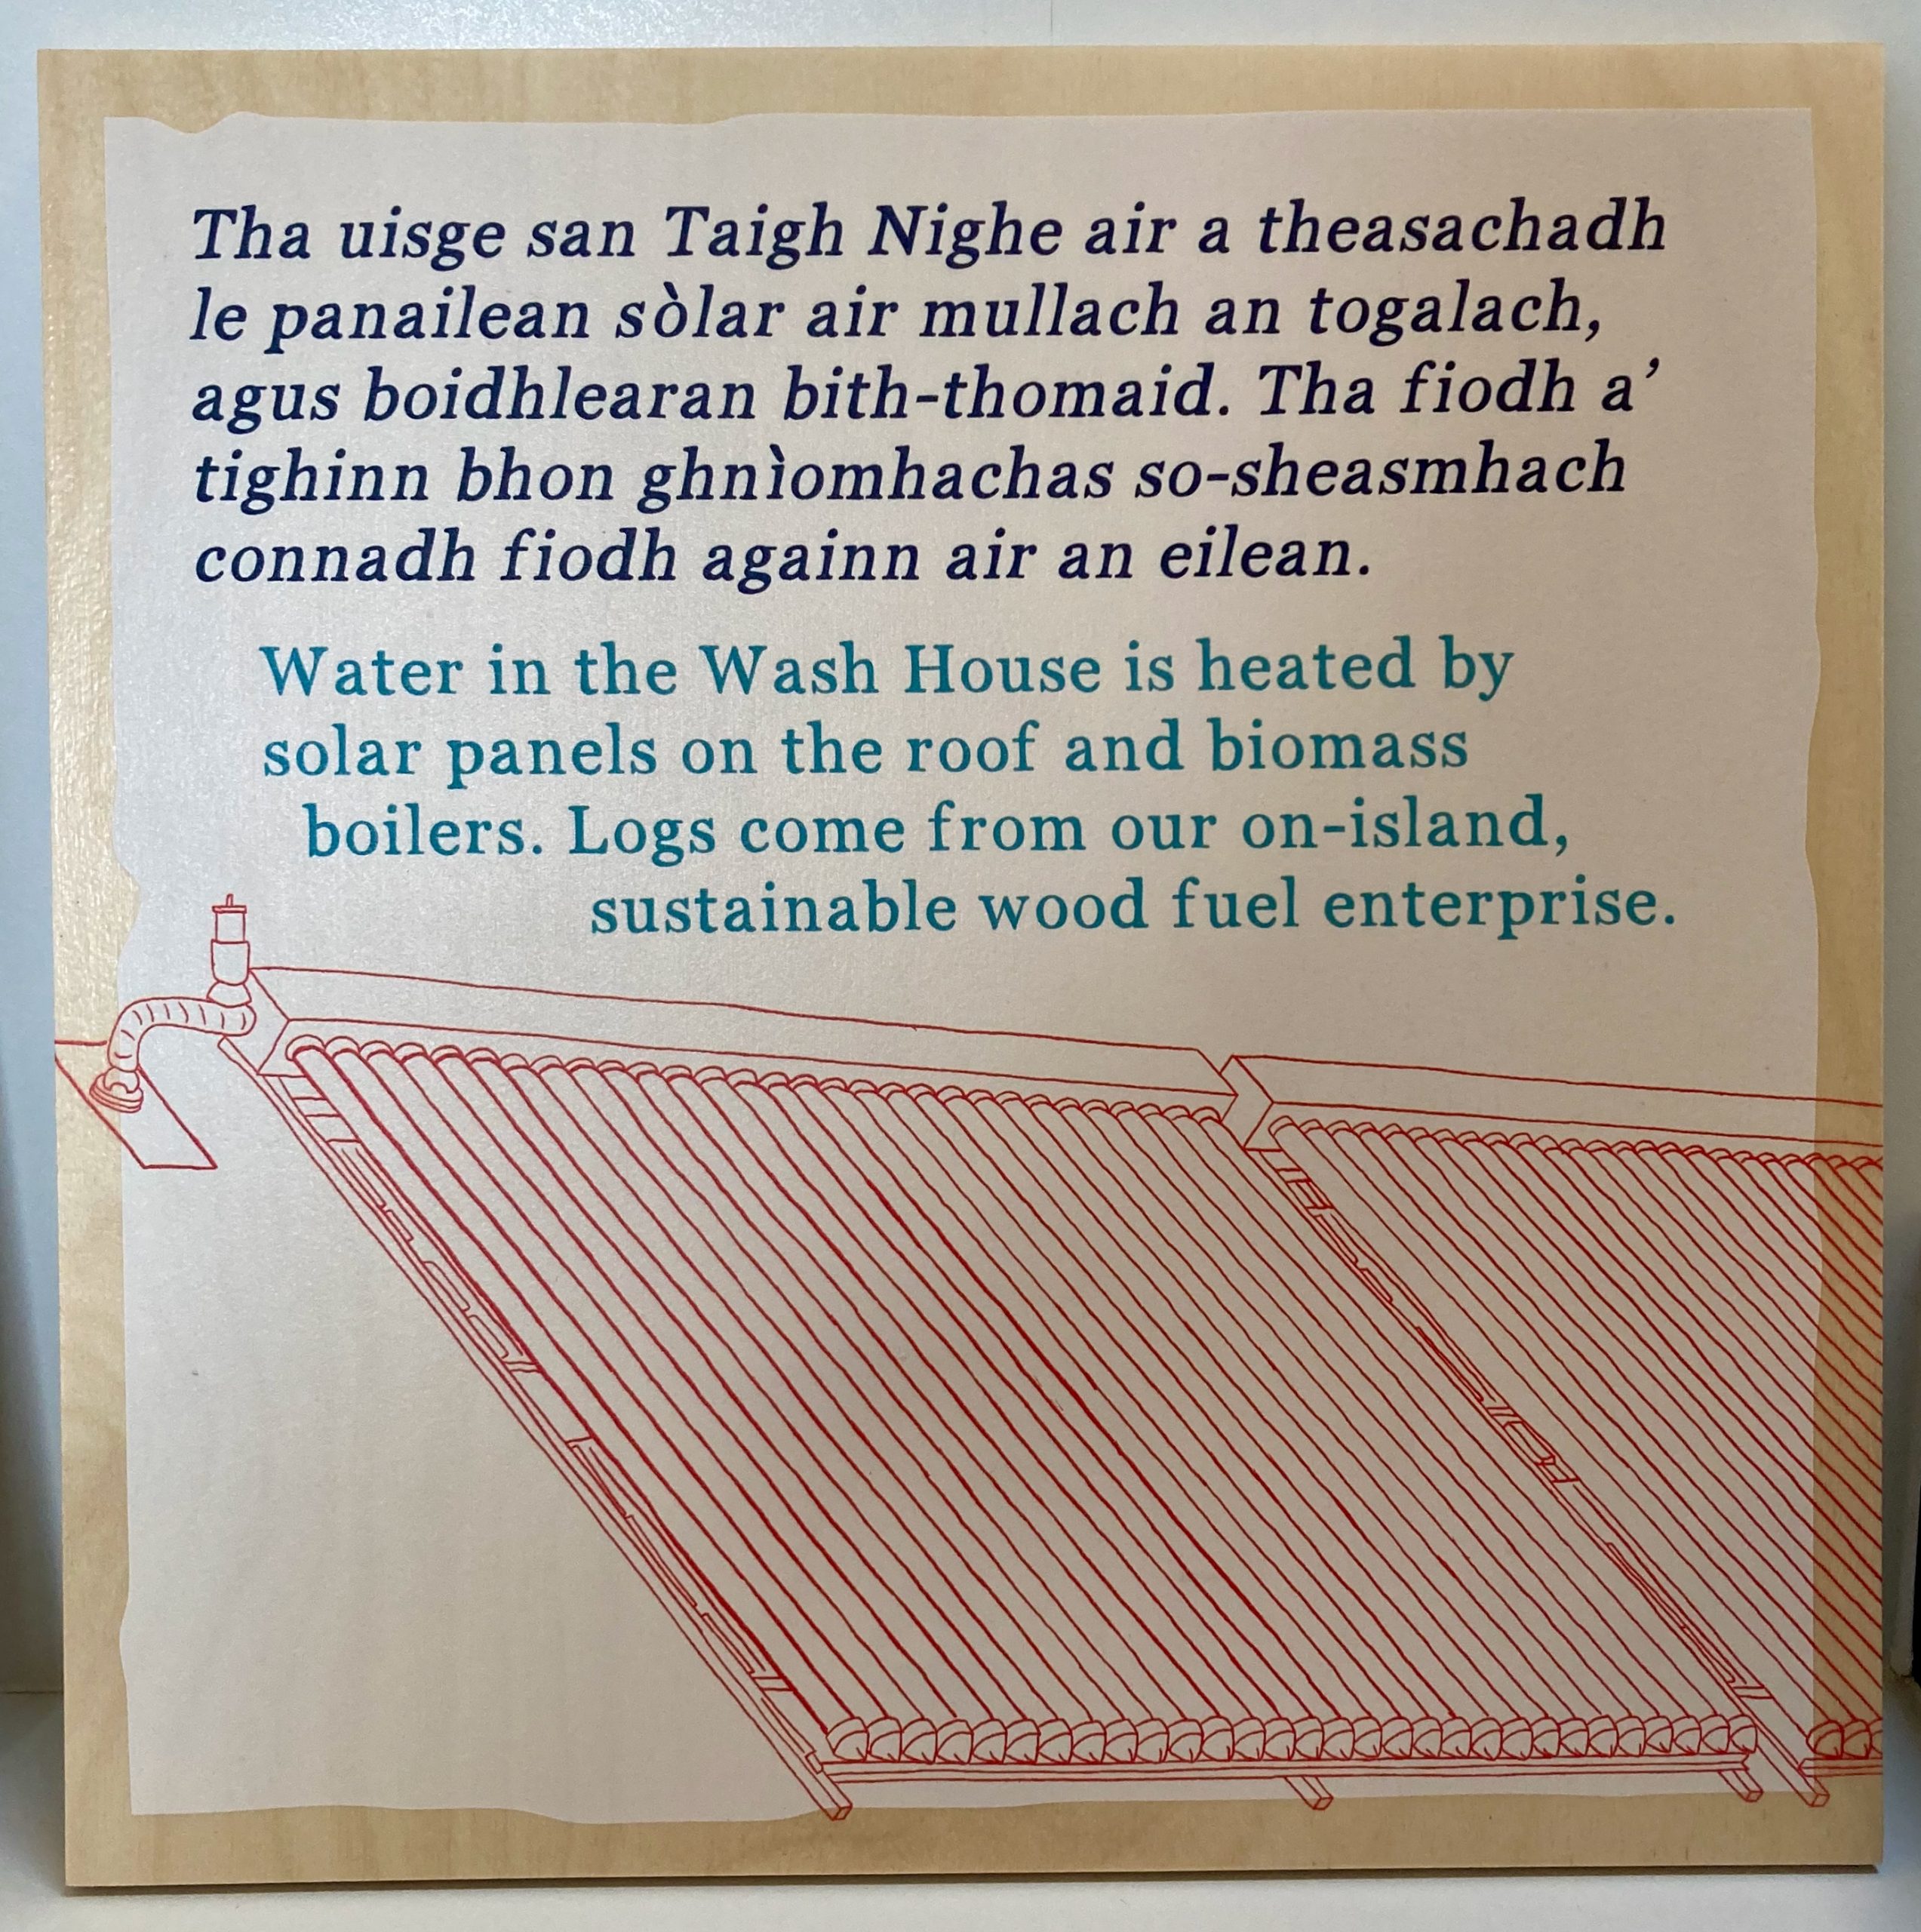 Tha uisge san Taigh Nighe air a theasachadh
le panailean sòlar air mullach an togalach,
agus boidhlearan bith-thomaid. Tha fiodh a’
tighinn bhon ghnìomhachas so-sheasmhach
connadh fiodh againn air an eilean.
Water in the Wash House is heated by
solar panels on the roof and biomass
boilers. Logs come from our on-island,
sustainable wood fuel enterprise.